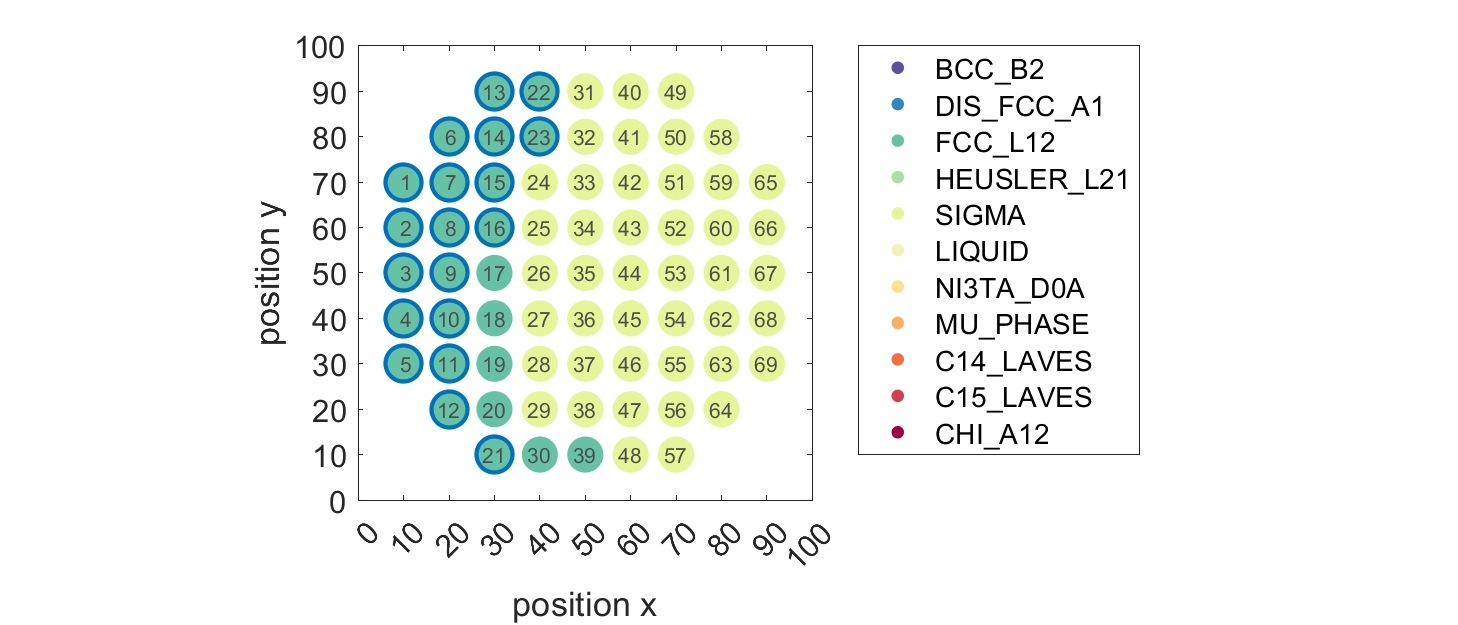 100
90
80
70
60
50
40
30
20
10
0
position y
13 22 31 40 49
6 14 23 32 41 50 58
1 7 15 24 33 42 51 59 65
2 8 16 25 34 43 52 60 66
3 9 17 26 35 44 53 61 67
4 10 18 27 36 45 54 62 68
5 11 19 28 37 46 55 63 69
12 20 29 38 47 56 64
21 30 39 48 57
0 10 20 30 40 50 60 70 80 90 100
position x
BCC_B2
DIS_FCC_A1
FCC_L12
HEUSLER_L21
SIGMA
LIQUID
NI3TA_D0A
MU_PHASE
C14_LAVES
C15_LAVES
CHI_A12